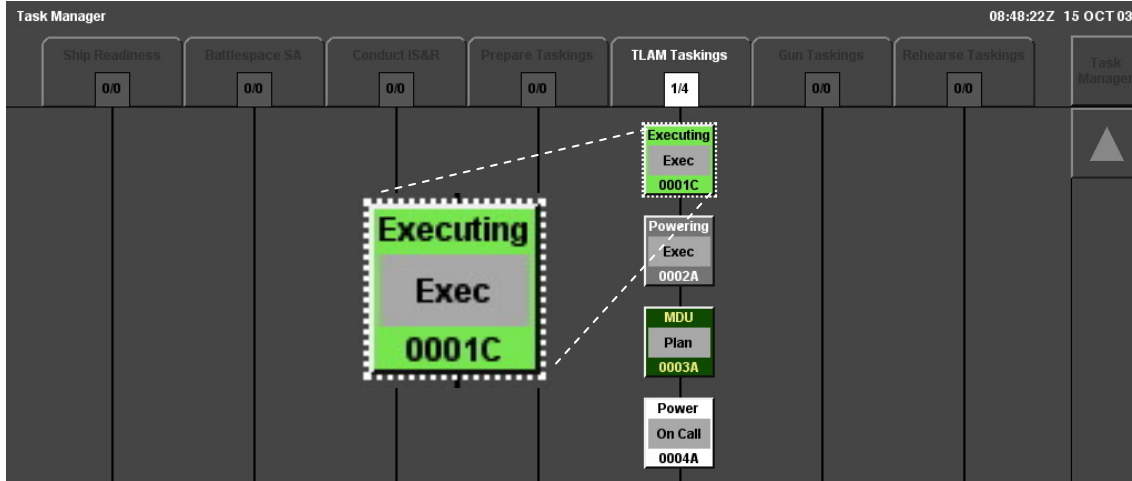 Task Manager
08:48:22Z 15 OCT 03
Ship Readiness
0/0
Battlespace SA
0/0
Conduct IS&R
0/0
Prepare Taskings
0/0
TLAM Taskings
1/4
Gun Taskings
0/0
Rehearse Taskings
0/0
Task
Manager
Executing
Exec
0001C
Executing
Exec
0001C
Powering
Exec
0002A
MDU
Plan
0003A
Power
On Call
0004A